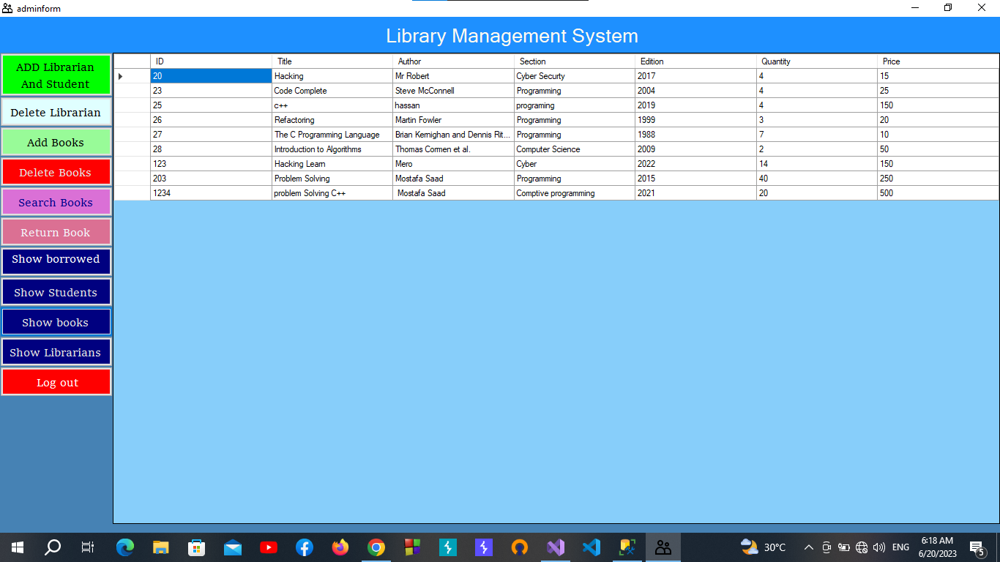 adminform
Library Management System
ADD Librarian
And Student
Delete Librarian
Add Books
Delete Books
Search Books
Return Book
Show borrowed
Show Students
Show books
Show Librarians
Log out
ID Title Author Section Edition Quantity Price
20 Hacking Mr Robert Cyber Securty 2017 4 15
23 Code Complete Steve McConnell Programming 2004 4 25
25 c++ hassan programing 2019 4 150
26 Refactoring Martin Fowler Programming 1999 3 20
27 The C Programming Language Brian Kernighan and Dennis Rit... Programming 1988 7 10
28 Introduction to Algorithms Thomas Cormen et al. Computer Science 2009 2 50
123 Hacking Learn Mero Cyber 2022 14 150
203 Problem Solving Mostafa Saad Programming 2015 40 250
1234 problem Solving C++ Mostafa Saad Comptive programming 2021 20 500
30°C ENG 6:18 AM
6/20/2023
5